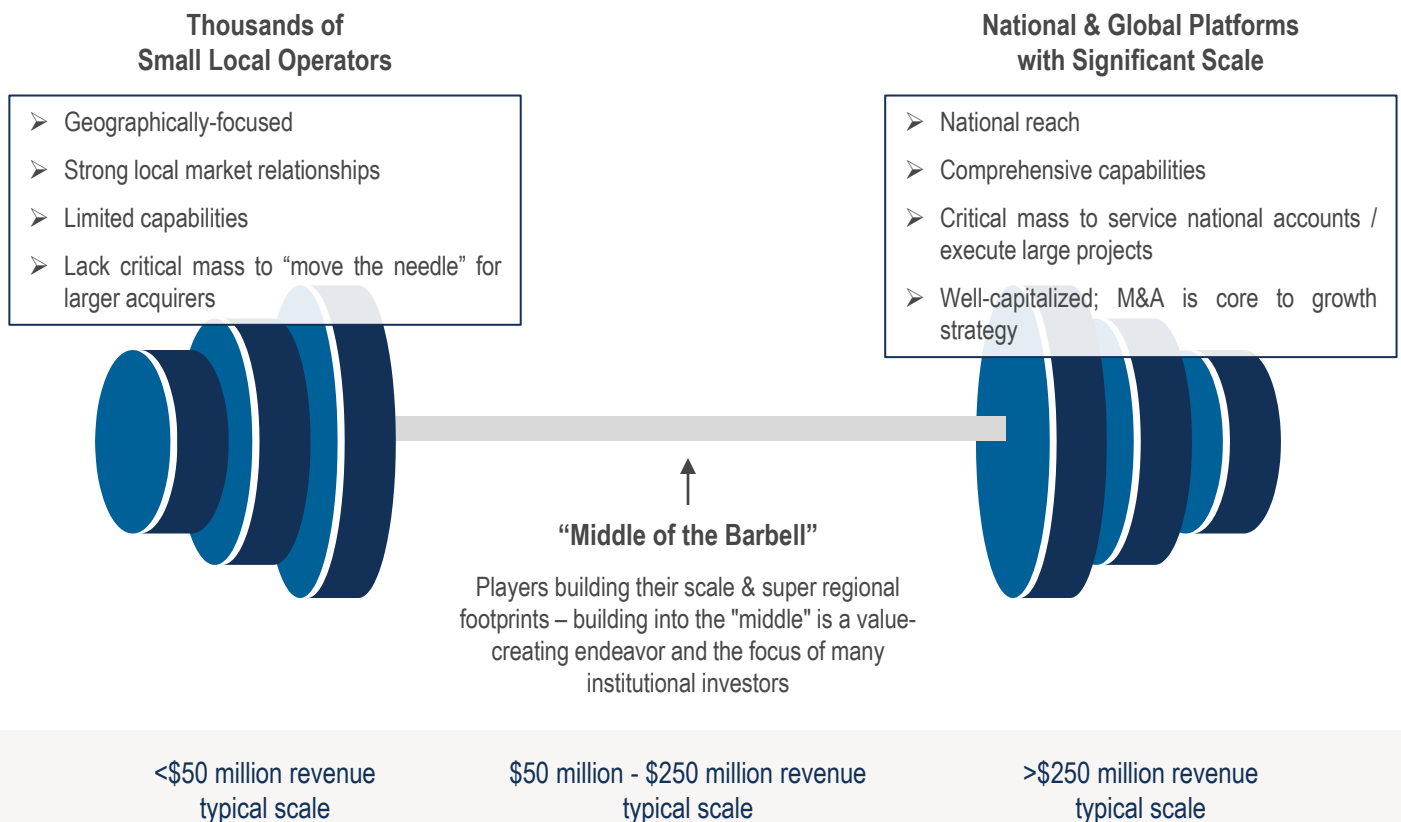 Thousands of
Small Local Operators
➢ Geographically-focused
➢ Strong local market relationships
➢ Limited capabilities
➢ Lack critical mass to “move the needle” for
larger acquirers
National & Global Platforms
with Significant Scale
➢ National reach
➢ Comprehensive capabilities
➢ Critical mass to service national accounts /
execute large projects
➢ Well-capitalized; M&A is core to growth
strategy
“Middle of the Barbell”
Players building their scale & super regional
footprints – building into the "middle" is a value-
creating endeavor and the focus of many
institutional investors
<$50 million revenue
typical scale
$50 million - $250 million revenue
typical scale
>$250 million revenue
typical scale